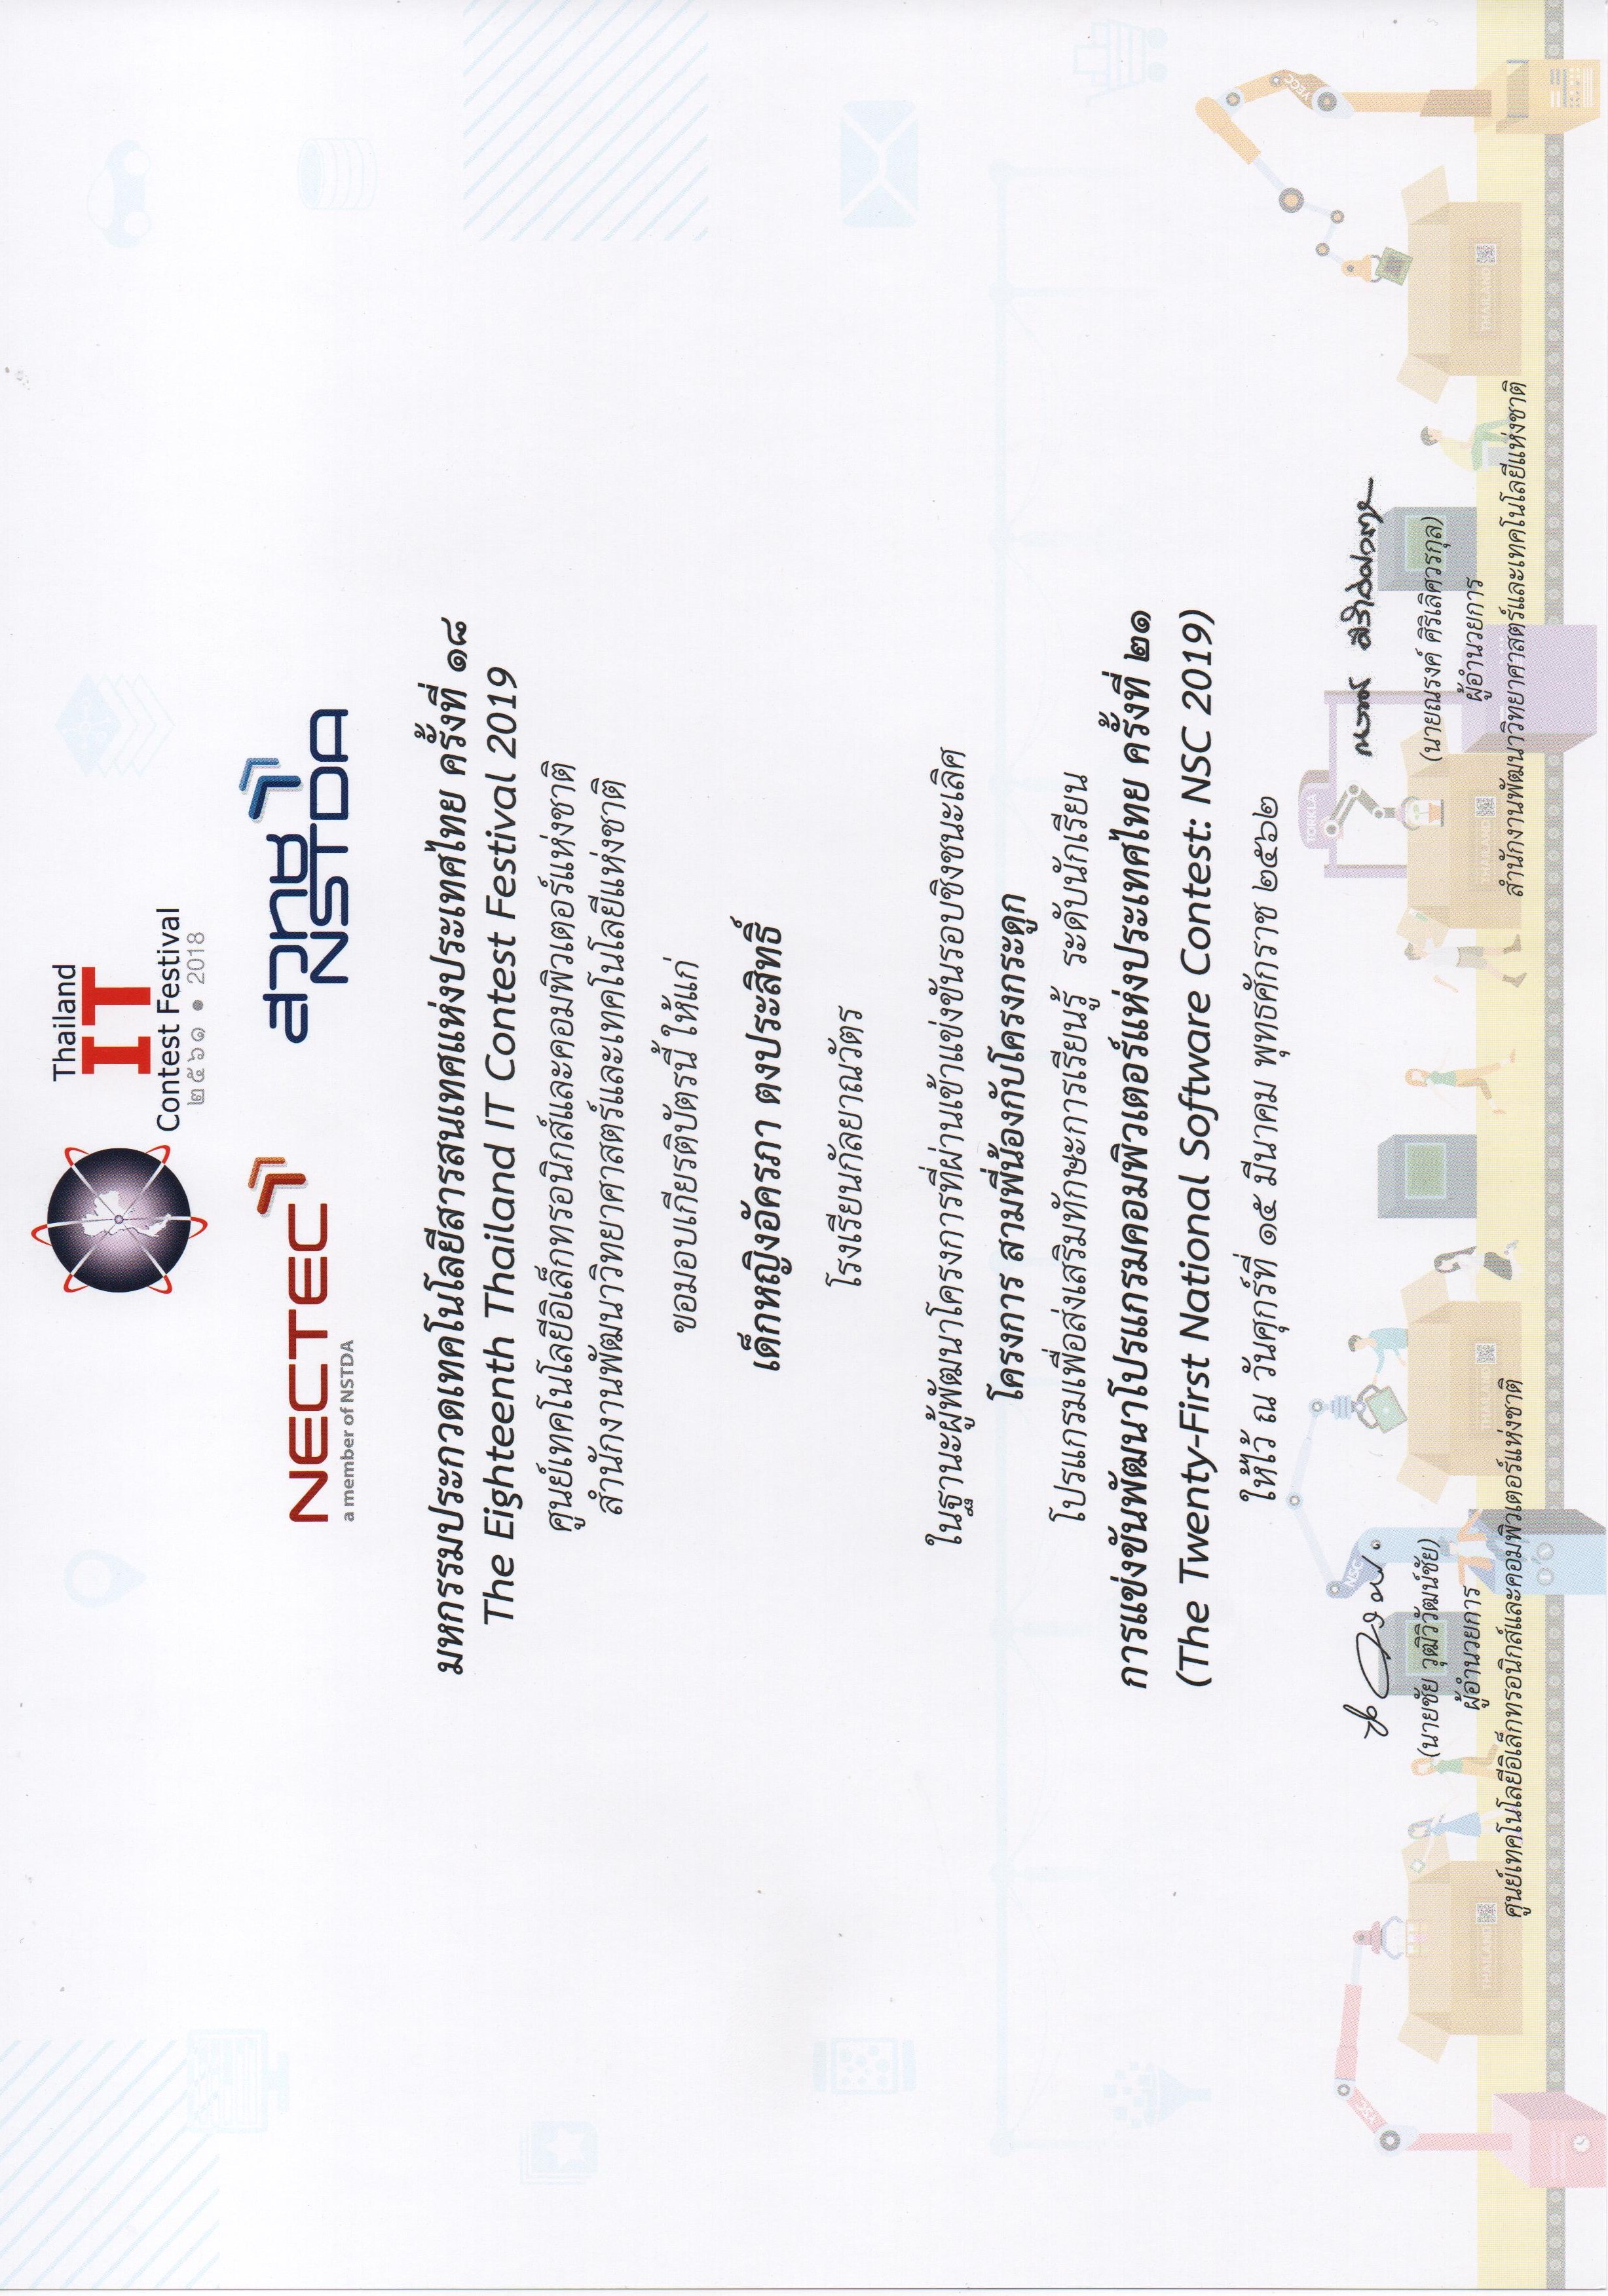 Thailand
IT
Contest Festival
๒๕๖๑ • 2018
NECTEC
a member of NSTDA
สวทช
NSTDA
มหกรรมประกวดเทคโนโลยีสารสนเทศแห่งประเทศไทย ครั้งที่ ๑๘
The Eighteenth Thailand IT Contest Festival 2019
ศูนย์เทคโนโลยีอิเล็กทรอนิกส์และคอมพิวเตอร์แห่งชาติ
สำนักงานพัฒนาวิทยาศาสตร์และเทคโนโลยีแห่งชาติ
ขอมอบเกียรติบัตรนี้ ให้แก่
เด็กหญิงอัครภา ตงประสิทธิ์
โรงเรียนกัลยาณวัตร
ในฐานะผู้พัฒนาโครงการที่ผ่านเข้าแข่งขันรอบชิงชนะเลิศ
โครงการ สามพี่น้องกับโครงกระดูก
โปรแกรมเพื่อส่งเสริมทักษะการเรียนรู้ ระดับนักเรียน
การแข่งขันพัฒนาโปรแกรมคอมพิวเตอร์แห่งประเทศไทย ครั้งที่ ๒๑
(The Twenty-First National Software Contest: NSC 2019)
ให้ไว้ ณ วันศุกร์ที่ ๑๕ มีนาคม พุทธศักราช ๒๕๖๒
YSC
NSC
TORKLA
YECC
(นายชัย วุฒิวิวัฒน์ชัย)
ผู้อำนวยการ
ศูนย์เทคโนโลยีอิเล็กทรอนิกส์และคอมพิวเตอร์แห่งชาติ
(นายณรงค์ ศิริเลิศวรกุล)
ผู้อำนวยการ
สำนักงานพัฒนาวิทยาศาสตร์และเทคโนโลยีแห่งชาติ
THAILAND
THAILAND
THAILAND
THAILAND